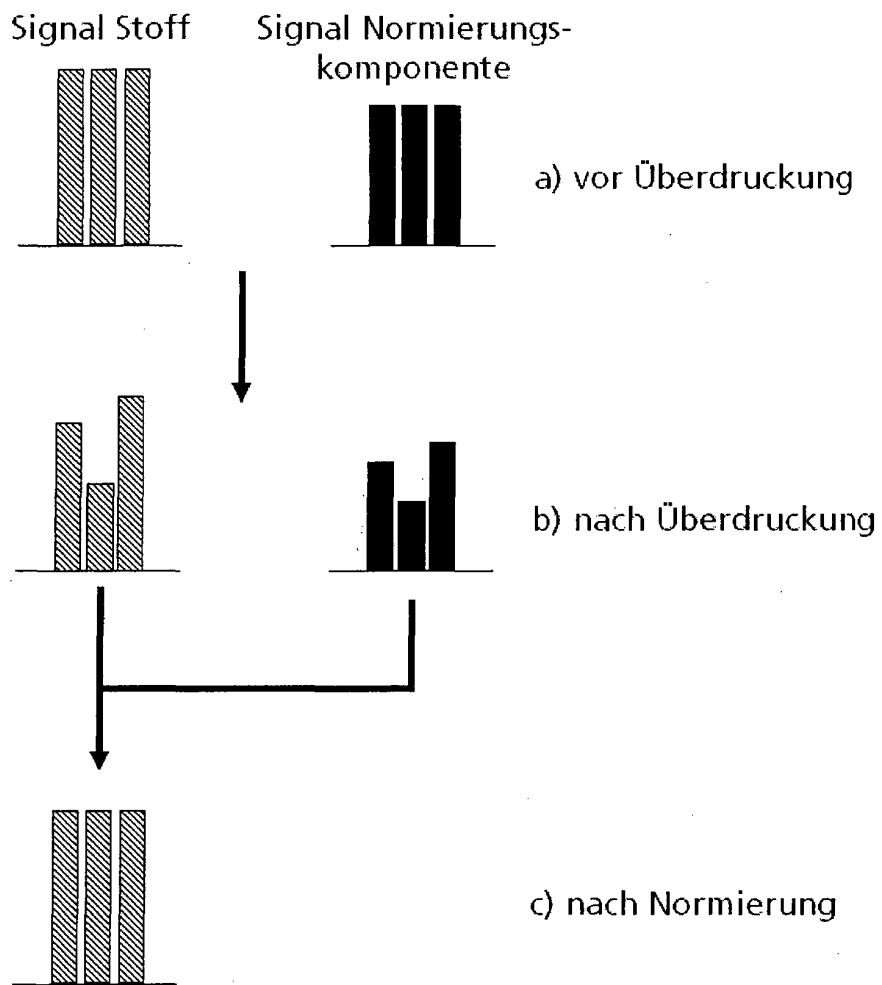 Signal Stoff
Signal Normierungs-
komponente
a) vor Überdruckung
b) nach Überdruckung
c) nach Normierung